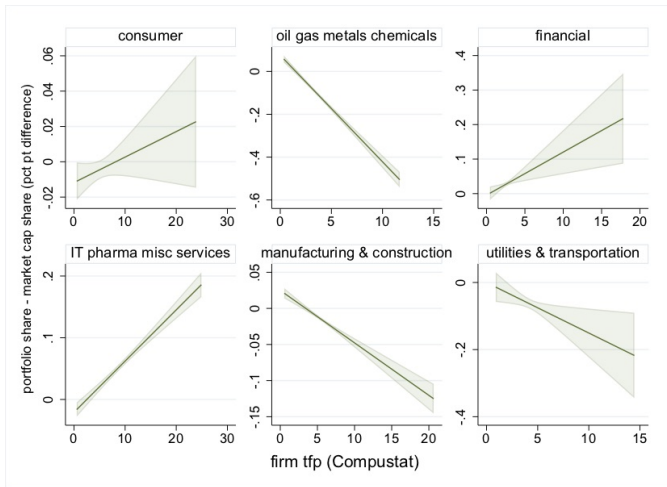 consumer
oil gas metals chemicals
financial
.06
.04
.02
0
-.02
0
-.2
-.4
-.6
.4
.3
.2
.1
0
0 10 20 30
0 5 10 15
0 5 10 15 20
IT pharma misc services
manufacturing & construction
utilities & transportation
.2
.1
0
.05
0
-.05
-.1
-.15
0
-.2
-.4
0 10 20 30
0 5 10 15 20
0 5 10 15
portfolio share - market cap share (pct pt difference)
firm tfp (Compustat)